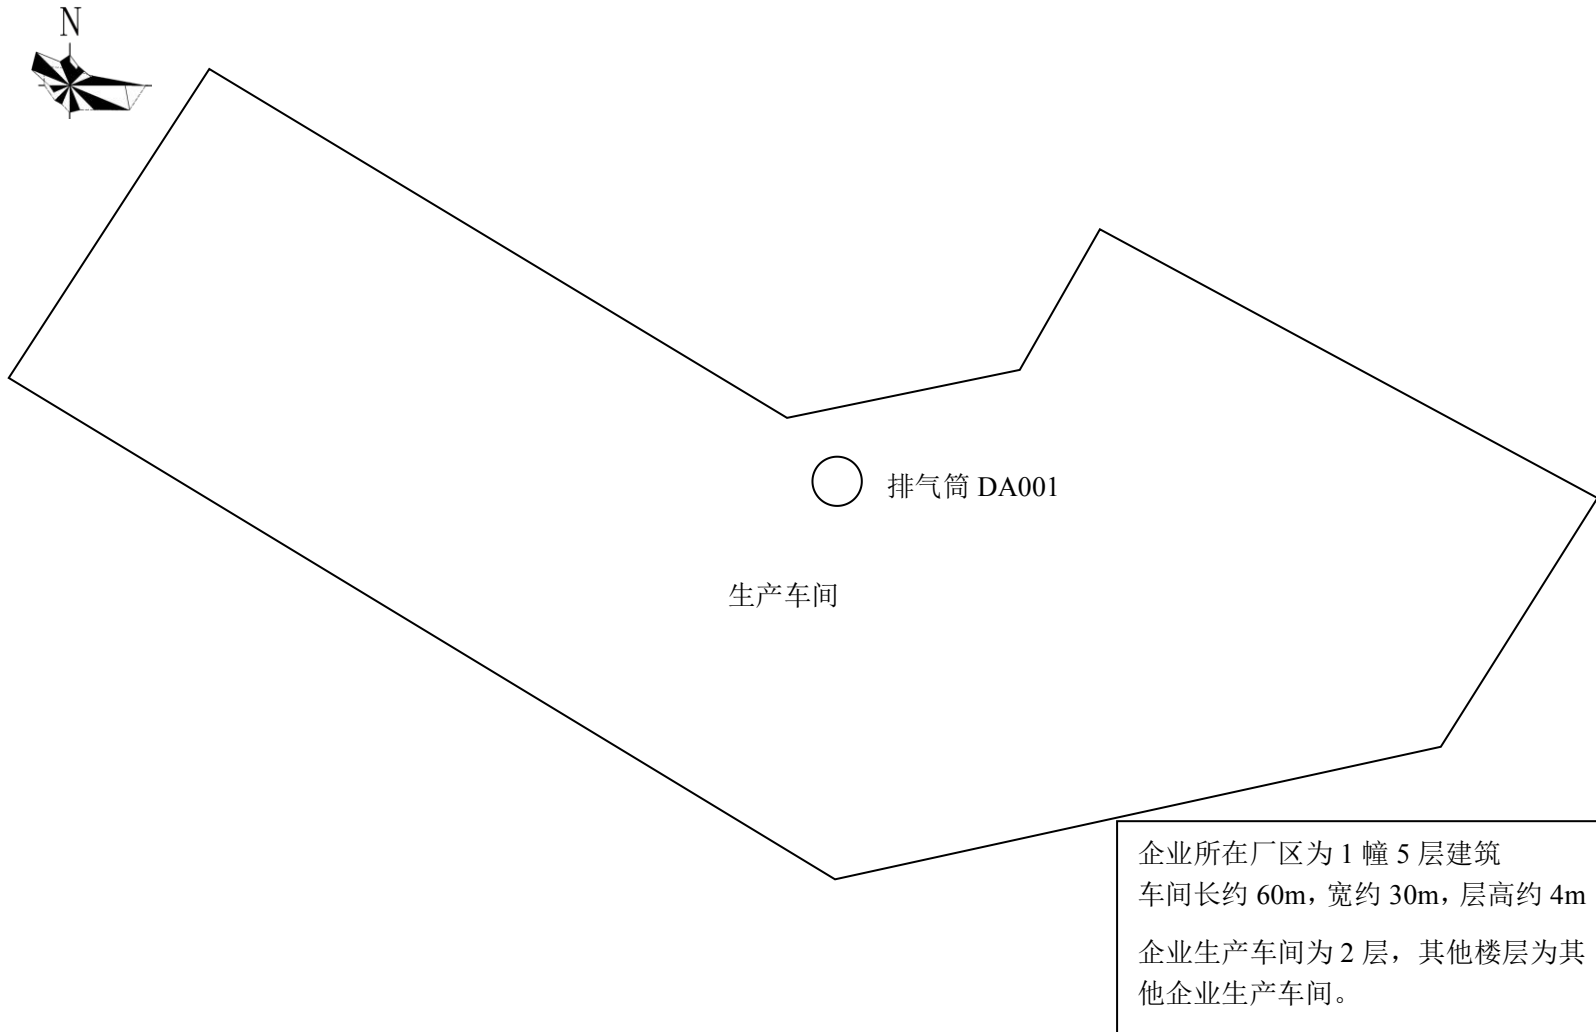 N
排气筒 DA001
生产车间
企业所在厂区为 1 幢 5 层建筑
车间长约 60m，宽约 30m，层高约 4m
企业生产车间为 2 层，其他楼层为其
他企业生产车间。